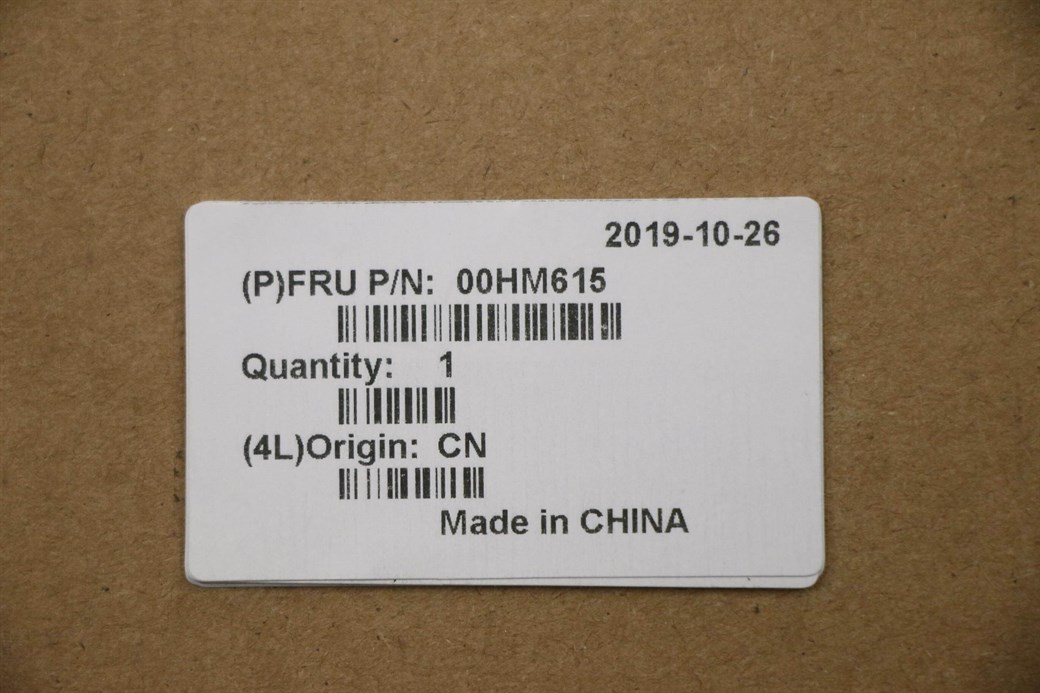 2019-10-26
(P)FRU P/N: 00HM615
Quantity: 1
(4L)Origin: CN
Made in CHINA